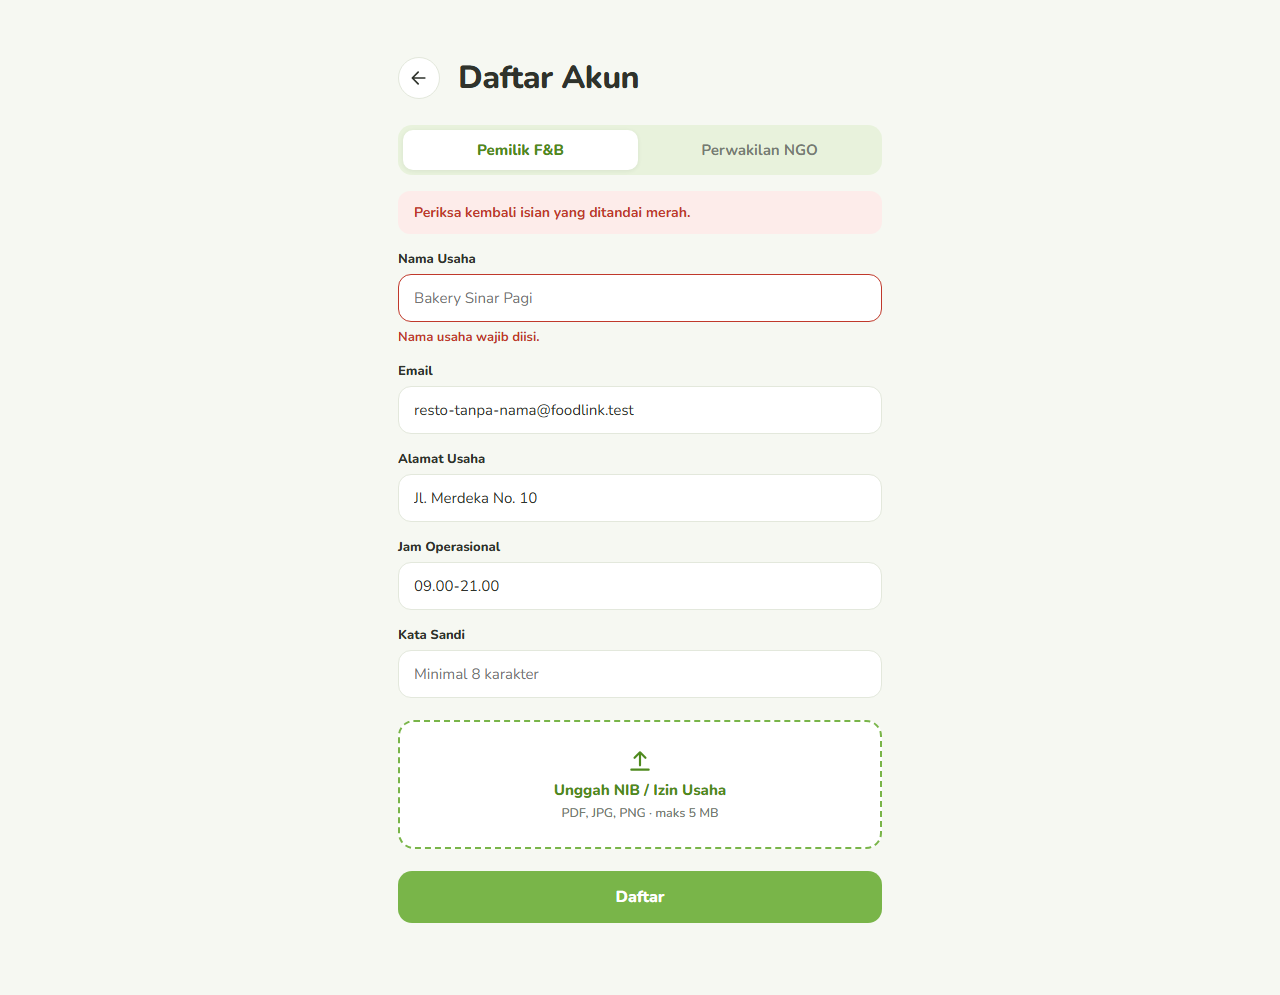 Daftar Akun
Pemilik F&B
Perwakilan NGO
Periksa kembali isian yang ditandai merah.
Nama Usaha
Bakery Sinar Pagi
Nama usaha wajib diisi.
Email
resto-tanpa-nama@foodlink.test
Alamat Usaha
Jl. Merdeka No. 10
Jam Operasional
09.00-21.00
Kata Sandi
Minimal 8 karakter
Unggah NIB / Izin Usaha
PDF, JPG, PNG · maks 5 MB
Daftar